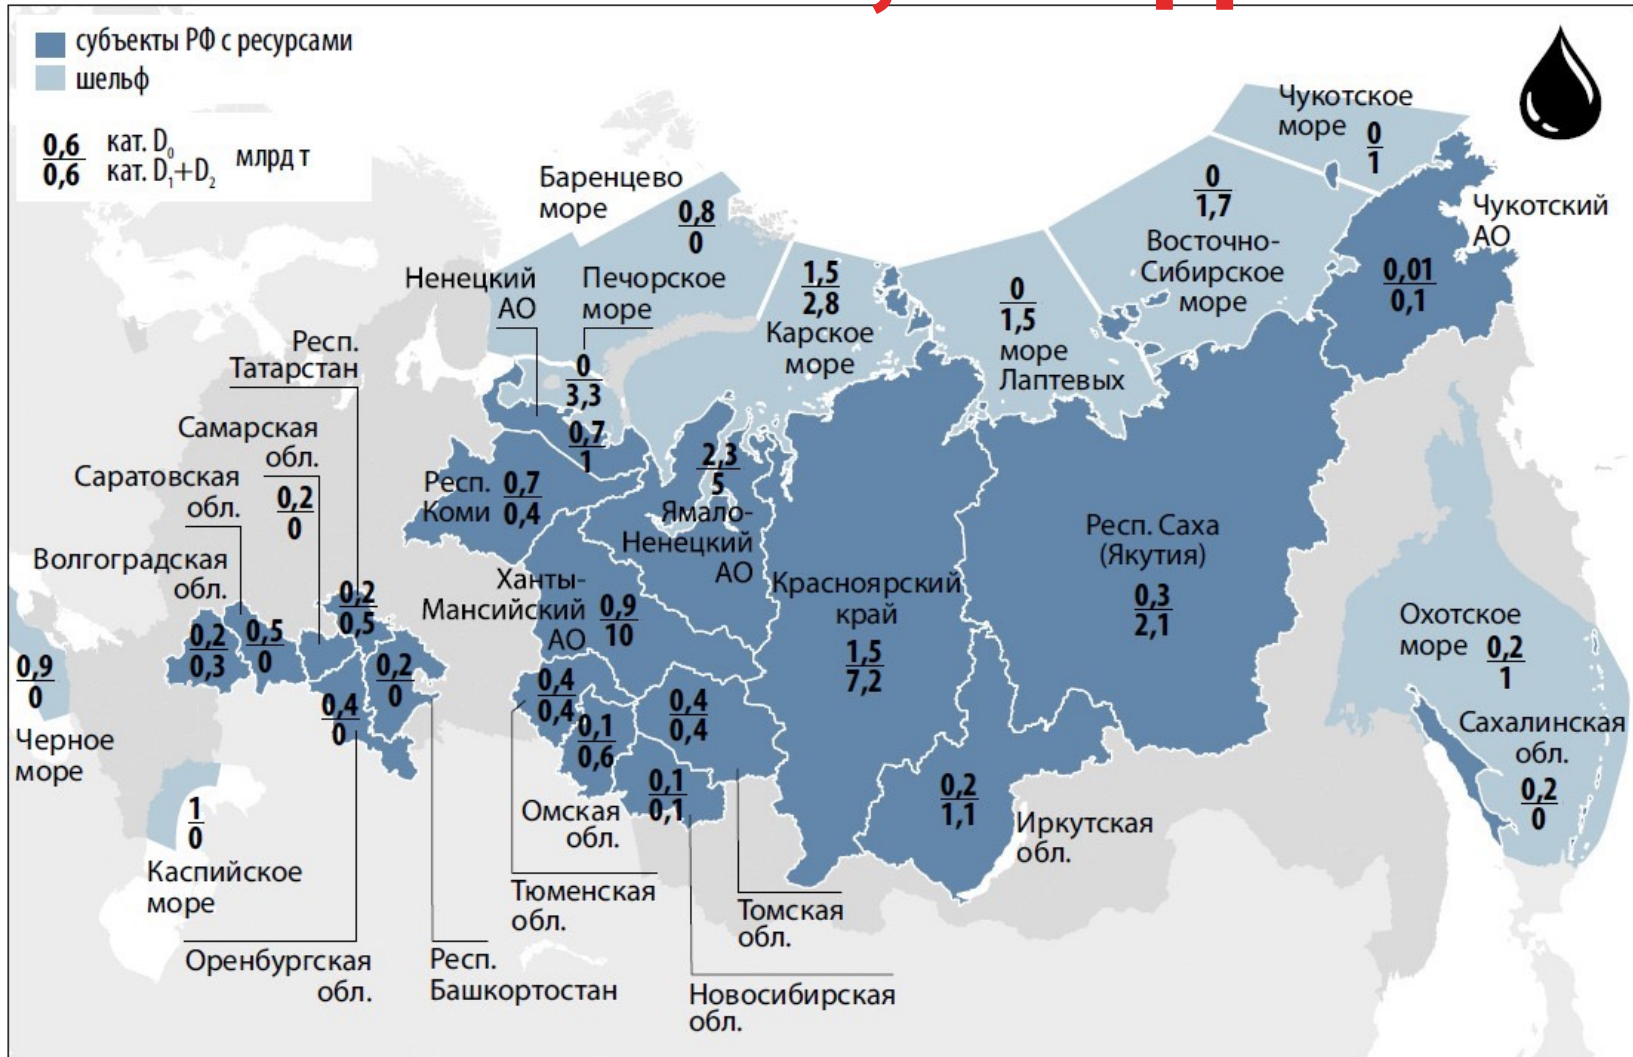 субъекты РФ с ресурсами
шельф
0,6 кат. D₀
0,6 кат. D₁+D₂
млрд т
Чукотское
море
0
1
Баренцево
море
0,8
0
0
1,7
Восточно-
Сибирское
море
Чукотский
АО
0,01
0,1
Ненецкий
АО
Печорское
море
1,5
2,8
Карское
море
0
1,5
море
Лаптевых
Респ.
Татарстан
0
3,3
0,7
1
Самарская
обл.
0,2
0
Саратовская
обл.
Респ.
Коми
0,7
0,4
2,3
5
Ямало-
Ненецкий
АО
Респ. Саха
(Якутия)
0,3
2,1
Волгоградская
обл.
0,2
0,5
Ханты-
Мансийский
АО
0,9
10
Красноярский
край
1,5
7,2
Охотское
море
0,2
1
0,2
0,3
0,5
0
0,2
0
0,9
0
Черное
море
0,4
0
0,4
0,4
0,1
0,6
0,4
0,4
0,1
0,1
Сахалинская
обл.
0,2
0
1
0
Каспийское
море
Омская
обл.
0,2
1,1
Иркутская
обл.
Тюменская
обл.
Томская
обл.
Оренбургская
обл.
Респ.
Башкортостан
Новосибирская
обл.